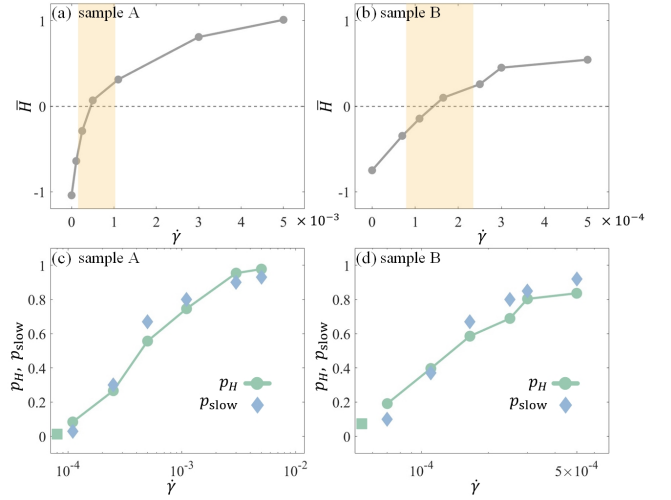 (a) sample A
1
0
-1
H̅
0 1 2 3 4 5 × 10⁻³
γ̇
(b) sample B
1
0
-1
H̅
0 1 2 3 4 5 × 10⁻⁴
γ̇
(c) sample A
1
0.8
0.6
0.4
0.2
0
p_H, p_slow
p_H
p_slow
10⁻⁴ 10⁻³ 10⁻²
γ̇
(d) sample B
1
0.8
0.6
0.4
0.2
0
p_H, p_slow
p_H
p_slow
10⁻⁴ 5×10⁻⁴
γ̇